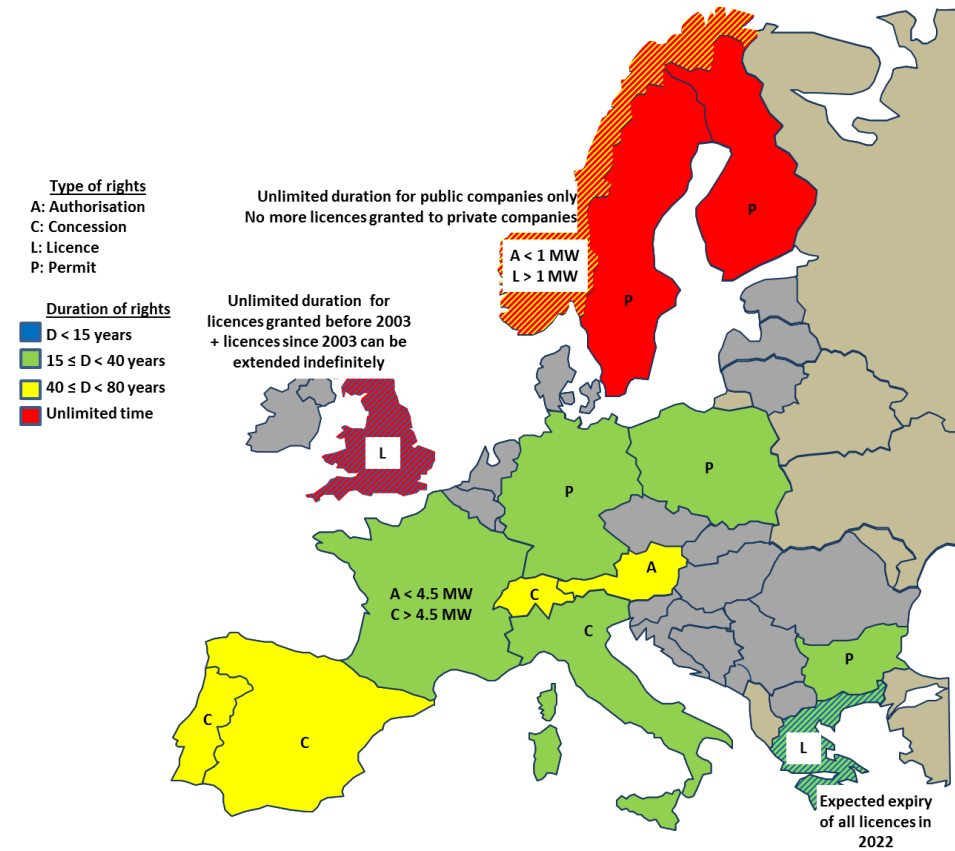 Type of rights
A: Authorisation
C: Concession
L: Licence
P: Permit
Duration of rights
D < 15 years
15 ≤ D < 40 years
40 ≤ D < 80 years
Unlimited time
Unlimited duration for public companies only
No more licences granted to private companies
A < 1 MW
L > 1 MW
P
P
Unlimited duration for
licences granted before 2003
+ licences since 2003 can be
extended indefinitely
L
P
P
A
C
A < 4.5 MW
C > 4.5 MW
C
P
C
C
L
Expected expiry
of all licences in
2022